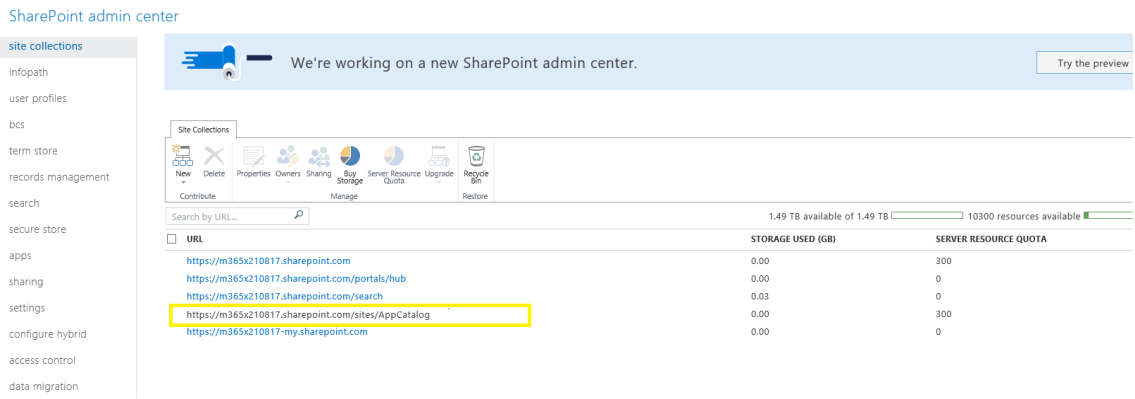 SharePoint admin center
site collections
infopath
user profiles
bcs
term store
records management
search
secure store
apps
sharing
settings
configure hybrid
access control
data migration
We're working on a new SharePoint admin center.
Try the preview
Site Collections
New
Delete
Properties
Owners
Sharing
Buy
Storage
Server Resource
Quota
Upgrade
Recycle
Bin
Contribute
Manage
Restore
Search by URL...
1.49 TB available of 1.49 TB
10300 resources available
URL STORAGE USED (GB) SERVER RESOURCE QUOTA
https://m365x210817.sharepoint.com 0.00 300
https://m365x210817.sharepoint.com/portals/hub 0.00 0
https://m365x210817.sharepoint.com/search 0.03 0
https://m365x210817.sharepoint.com/sites/AppCatalog 0.00 300
https://m365x210817-my.sharepoint.com 0.00 0